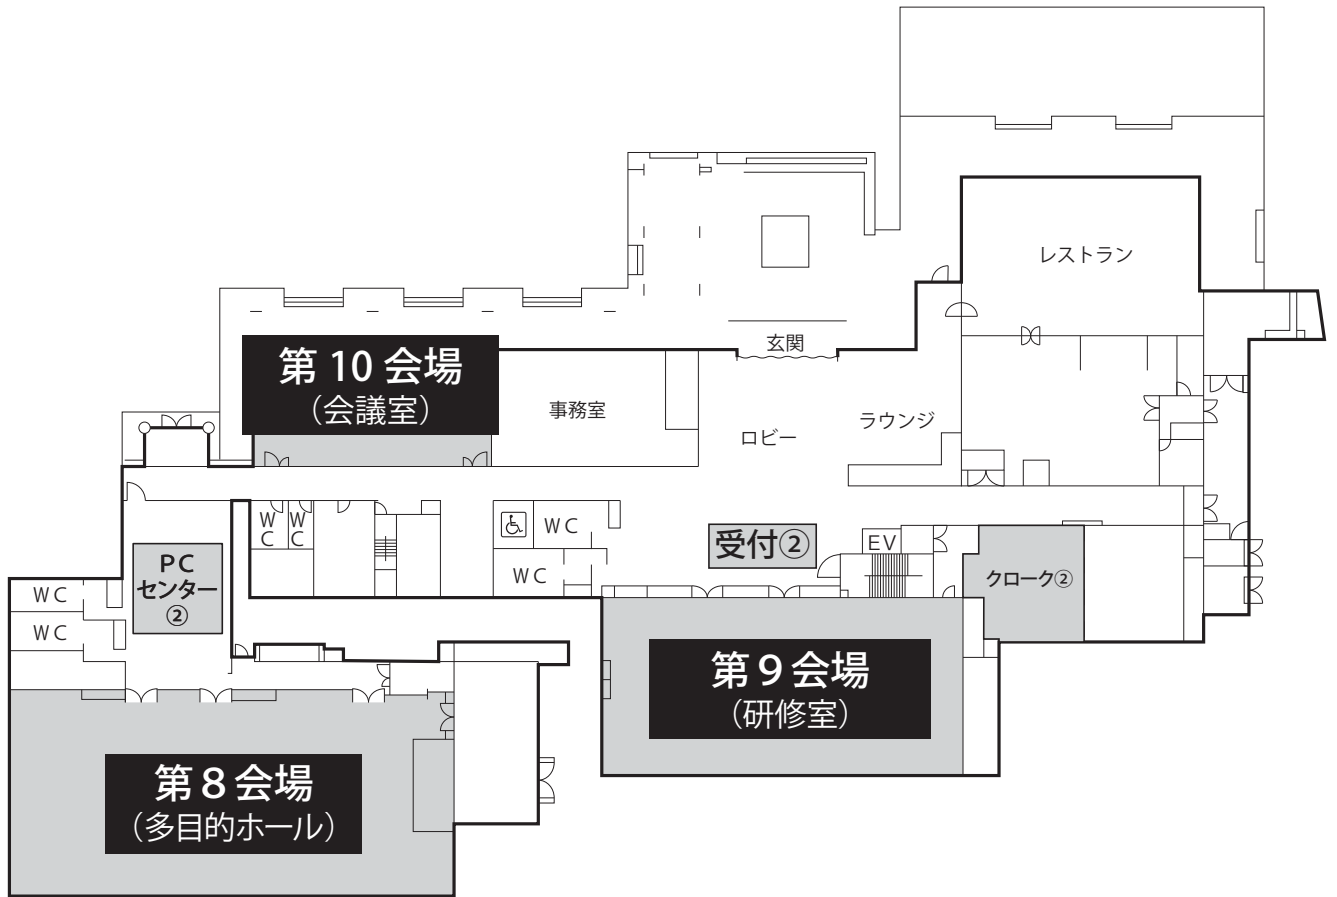 レストラン
玄関
第 10 会場
（会議室）
事務室
ロビー
ラウンジ
WC
WC
WC
受付②
EV
PC
センター
②
WC
クローク②
WC
WC
第 9 会場
（研修室）
第 8 会場
（多目的ホール）